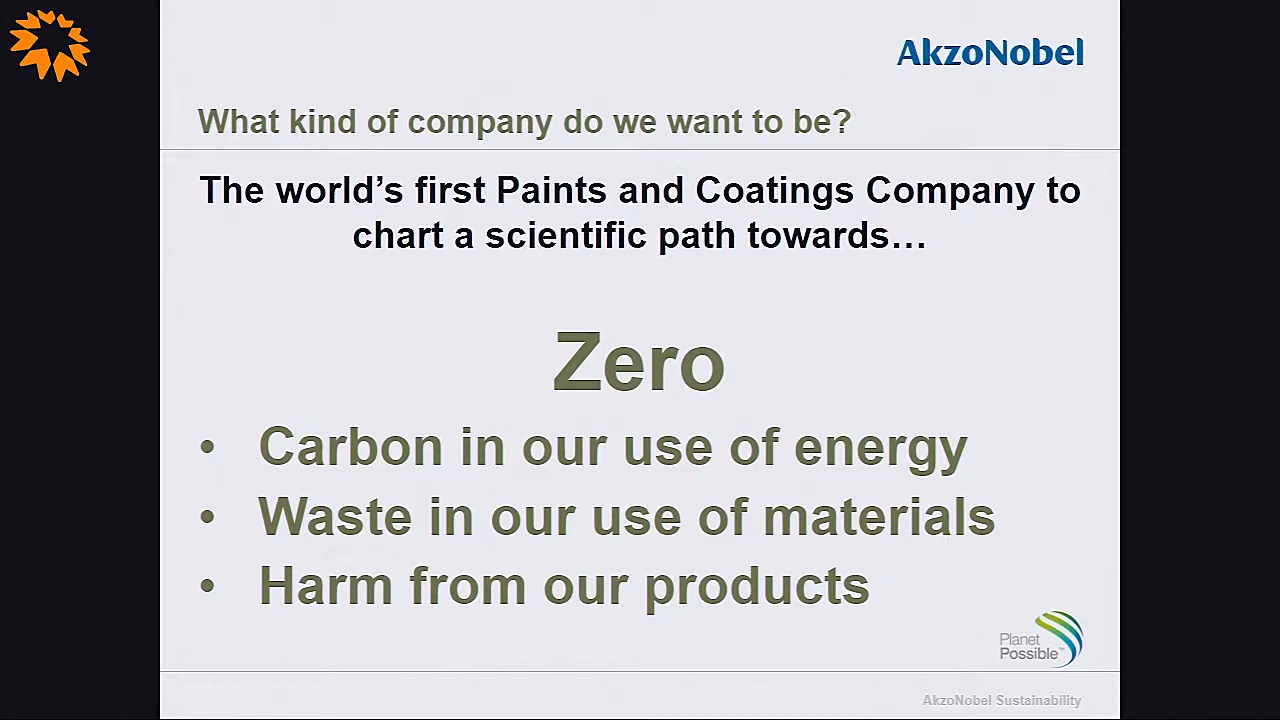 AkzoNobel
What kind of company do we want to be?
The world’s first Paints and Coatings Company to
chart a scientific path towards…
Zero
• Carbon in our use of energy
• Waste in our use of materials
• Harm from our products
Planet
Possible™
AkzoNobel Sustainability